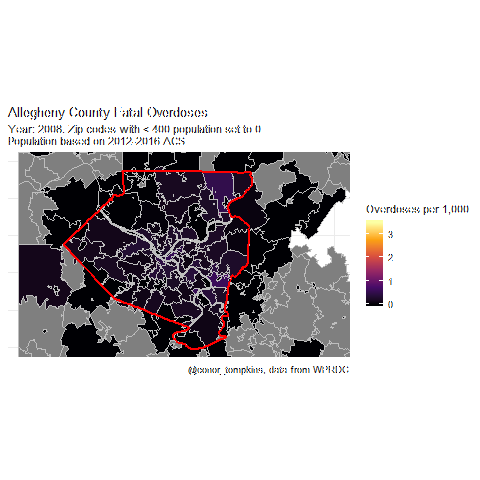 Allegheny County Fatal Overdoses
Year: 2008, Zip codes with < 400 population set to 0
Population based on 2012-2016 ACS
Overdoses per 1,000
3
2
1
0
@conor_tompkins, data from WPRDC